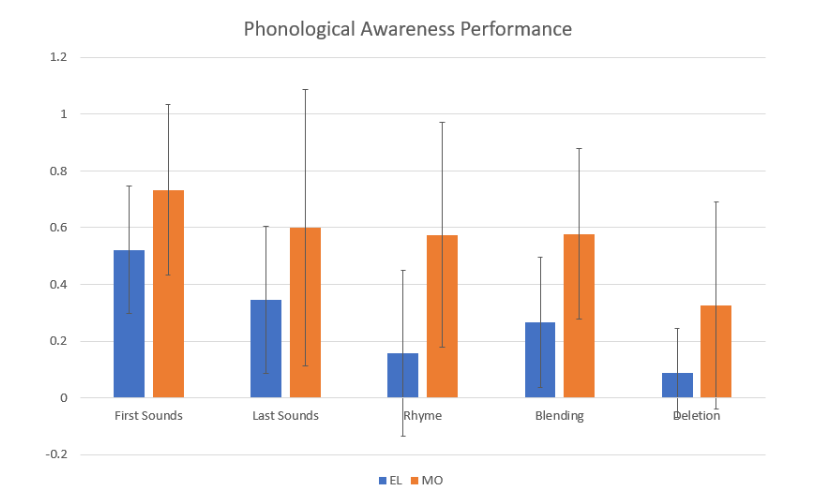 Phonological Awareness Performance
1.2
1
0.8
0.6
0.4
0.2
0
-0.2
First Sounds Last Sounds Rhyme Blending Deletion
EL MO